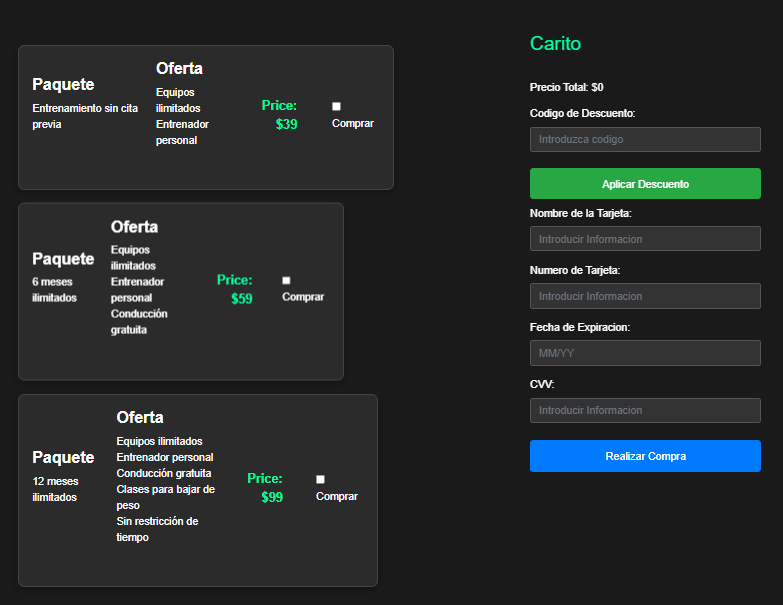 Paquete
Entrenamiento sin cita
previa
Oferta
Equipos
ilimitados
Entrenador
personal
Price:
$39
Comprar
Paquete
6 meses
ilimitados
Oferta
Equipos
ilimitados
Entrenador
personal
Conducción
gratuita
Price:
$59
Comprar
Paquete
12 meses
ilimitados
Oferta
Equipos ilimitados
Entrenador personal
Conducción gratuita
Clases para bajar de
peso
Sin restricción de
tiempo
Price:
$99
Comprar
Carito
Precio Total: $0
Codigo de Descuento:
Introduzca codigo
Aplicar Descuento
Nombre de la Tarjeta:
Introducir Informacion
Numero de Tarjeta:
Introducir Informacion
Fecha de Expiracion:
MM/YY
CVV:
Introducir Informacion
Realizar Compra